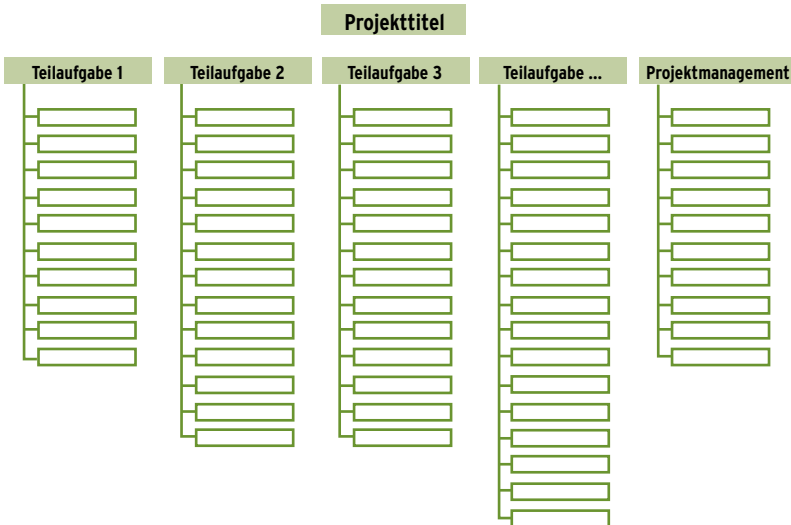 Projekttitel
Teilaufgabe 1
Teilaufgabe 2
Teilaufgabe 3
Teilaufgabe ...
Projektmanagement